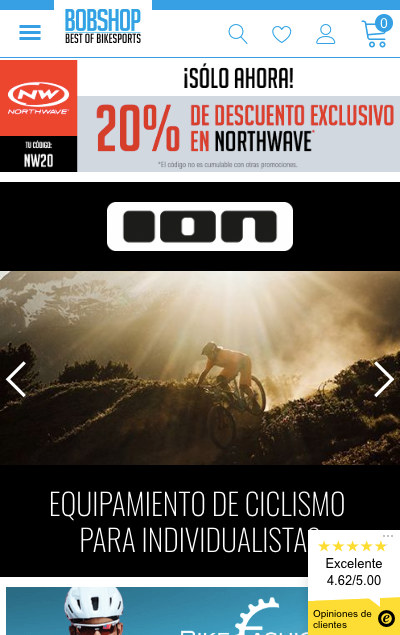 BOBSHOP
BEST OF BIKESPORTS
0
NW
NORTHWAVE
TU CÓDIGO:
NW20
¡SÓLO AHORA!
20% DE DESCUENTO EXCLUSIVO
EN NORTHWAVE*
*El código no es cumulable con otras promociones.
ion
EQUIPAMIENTO DE CICLISMO
PARA INDIVIDUALISTAS
Excelente
4.62/5.00
Opiniones de
clientes
e